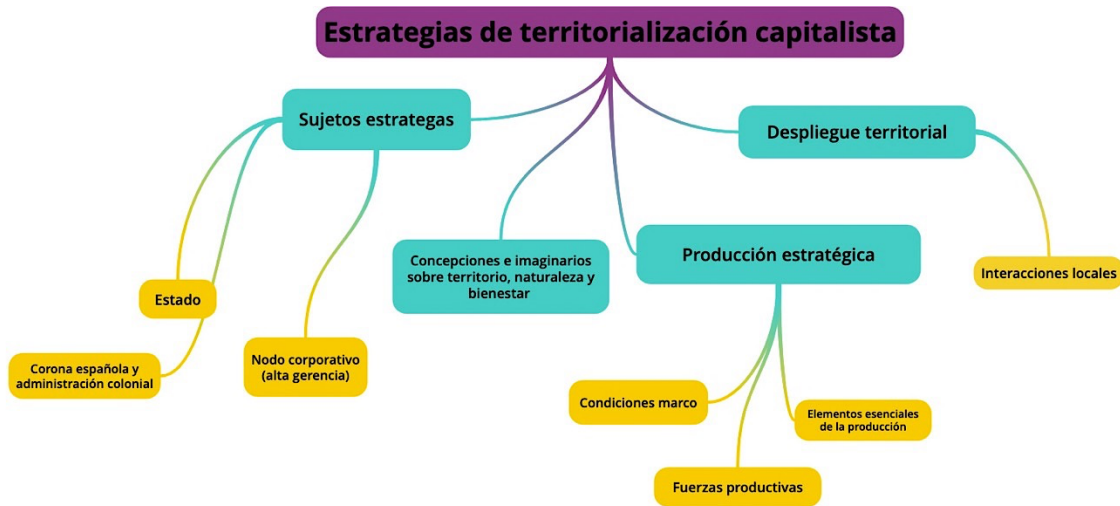 Estrategias de territorialización capitalista
Sujetos estrategas
Despliegue territorial
Concepciones e imaginarios
sobre territorio, naturaleza y
bienestar
Producción estratégica
Interacciones locales
Estado
Corona española y
administración colonial
Nodo corporativo
(alta gerencia)
Condiciones marco
Elementos esenciales
de la producción
Fuerzas productivas